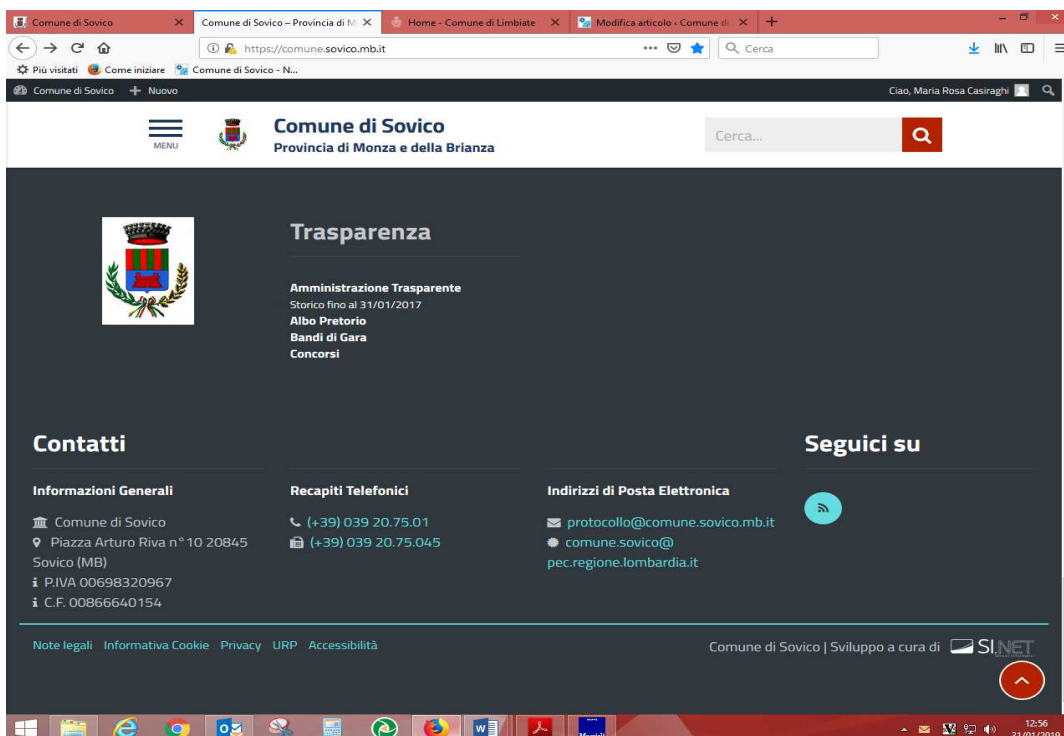 Comune di Sovico
Comune di Sovico – Provincia di M
Home - Comune di Limbiate
Modifica articolo ‹ Comune di
https://comune.sovico.mb.it
Cerca
Più visitati
Come iniziare
Comune di Sovico - N...
Comune di Sovico
Nuovo
Ciao, Maria Rosa Casiraghi
MENU
Comune di Sovico
Provincia di Monza e della Brianza
Cerca...
Trasparenza
Amministrazione Trasparente
Storico fino al 31/01/2017
Albo Pretorio
Bandi di Gara
Concorsi
Contatti
Seguici su
Informazioni Generali
Comune di Sovico
Piazza Arturo Riva n°10 20845
Sovico (MB)
P.IVA 00698320967
C.F. 00866640154
Recapiti Telefonici
(+39) 039 20.75.01
(+39) 039 20.75.045
Indirizzi di Posta Elettronica
protocollo@comune.sovico.mb.it
comune.sovico@
pec.regione.lombardia.it
Note legali Informativa Cookie Privacy URP Accessibilità
Comune di Sovico | Sviluppo a cura di SI.NET
12:56
21/01/2019